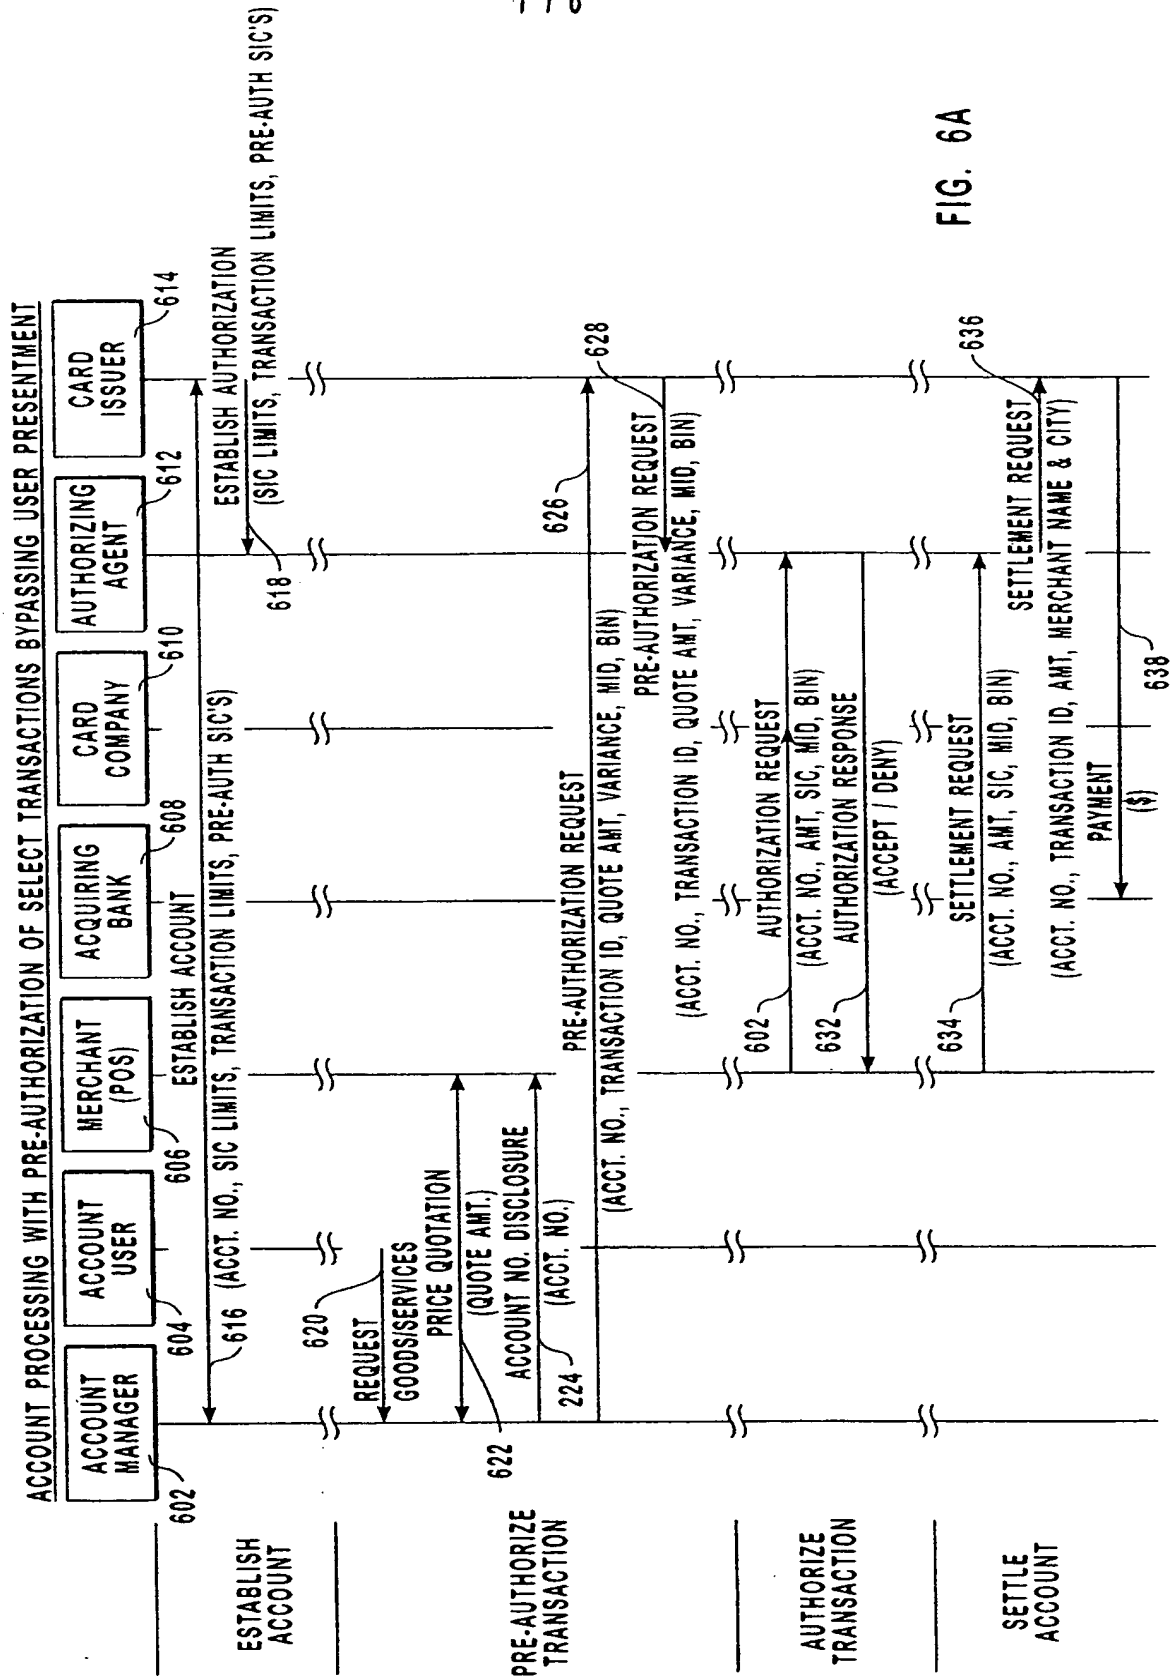 ACCOUNT PROCESSING WITH PRE-AUTHORIZATION OF SELECT TRANSACTIONS BYPASSING USER PRESENTMENT
ACCOUNT
MANAGER
602
ACCOUNT
USER
604
MERCHANT
(POS)
606
ACQUIRING
BANK
608
CARD
COMPANY
610
AUTHORIZING
AGENT
612
CARD
ISSUER
614
ESTABLISH
ACCOUNT
ESTABLISH ACCOUNT
616
(ACCT. NO., SIC LIMITS, TRANSACTION LIMITS, PRE-AUTH SIC'S)
ESTABLISH AUTHORIZATION
(SIC LIMITS, TRANSACTION LIMITS, PRE-AUTH SIC'S)
618
PRE-AUTHORIZE
TRANSACTION
620
REQUEST
GOODS/SERVICES
PRICE QUOTATION
(QUOTE AMT.)
622
ACCOUNT NO. DISCLOSURE
(ACCT. NO.)
224
PRE-AUTHORIZATION REQUEST
626
(ACCT. NO., TRANSACTION ID, QUOTE AMT, VARIANCE, MID, BIN)
628
PRE-AUTHORIZATION REQUEST
(ACCT. NO., TRANSACTION ID, QUOTE AMT, VARIANCE, MID, BIN)
AUTHORIZE
TRANSACTION
602
AUTHORIZATION REQUEST
(ACCT. NO., AMT, SIC, MID, BIN)
632
AUTHORIZATION RESPONSE
(ACCEPT / DENY)
SETTLE
ACCOUNT
634
SETTLEMENT REQUEST
(ACCT. NO., AMT, SIC, MID, BIN)
636
SETTLEMENT REQUEST
(ACCT. NO., TRANSACTION ID, AMT, MERCHANT NAME & CITY)
PAYMENT
($)
638
FIG. 6A